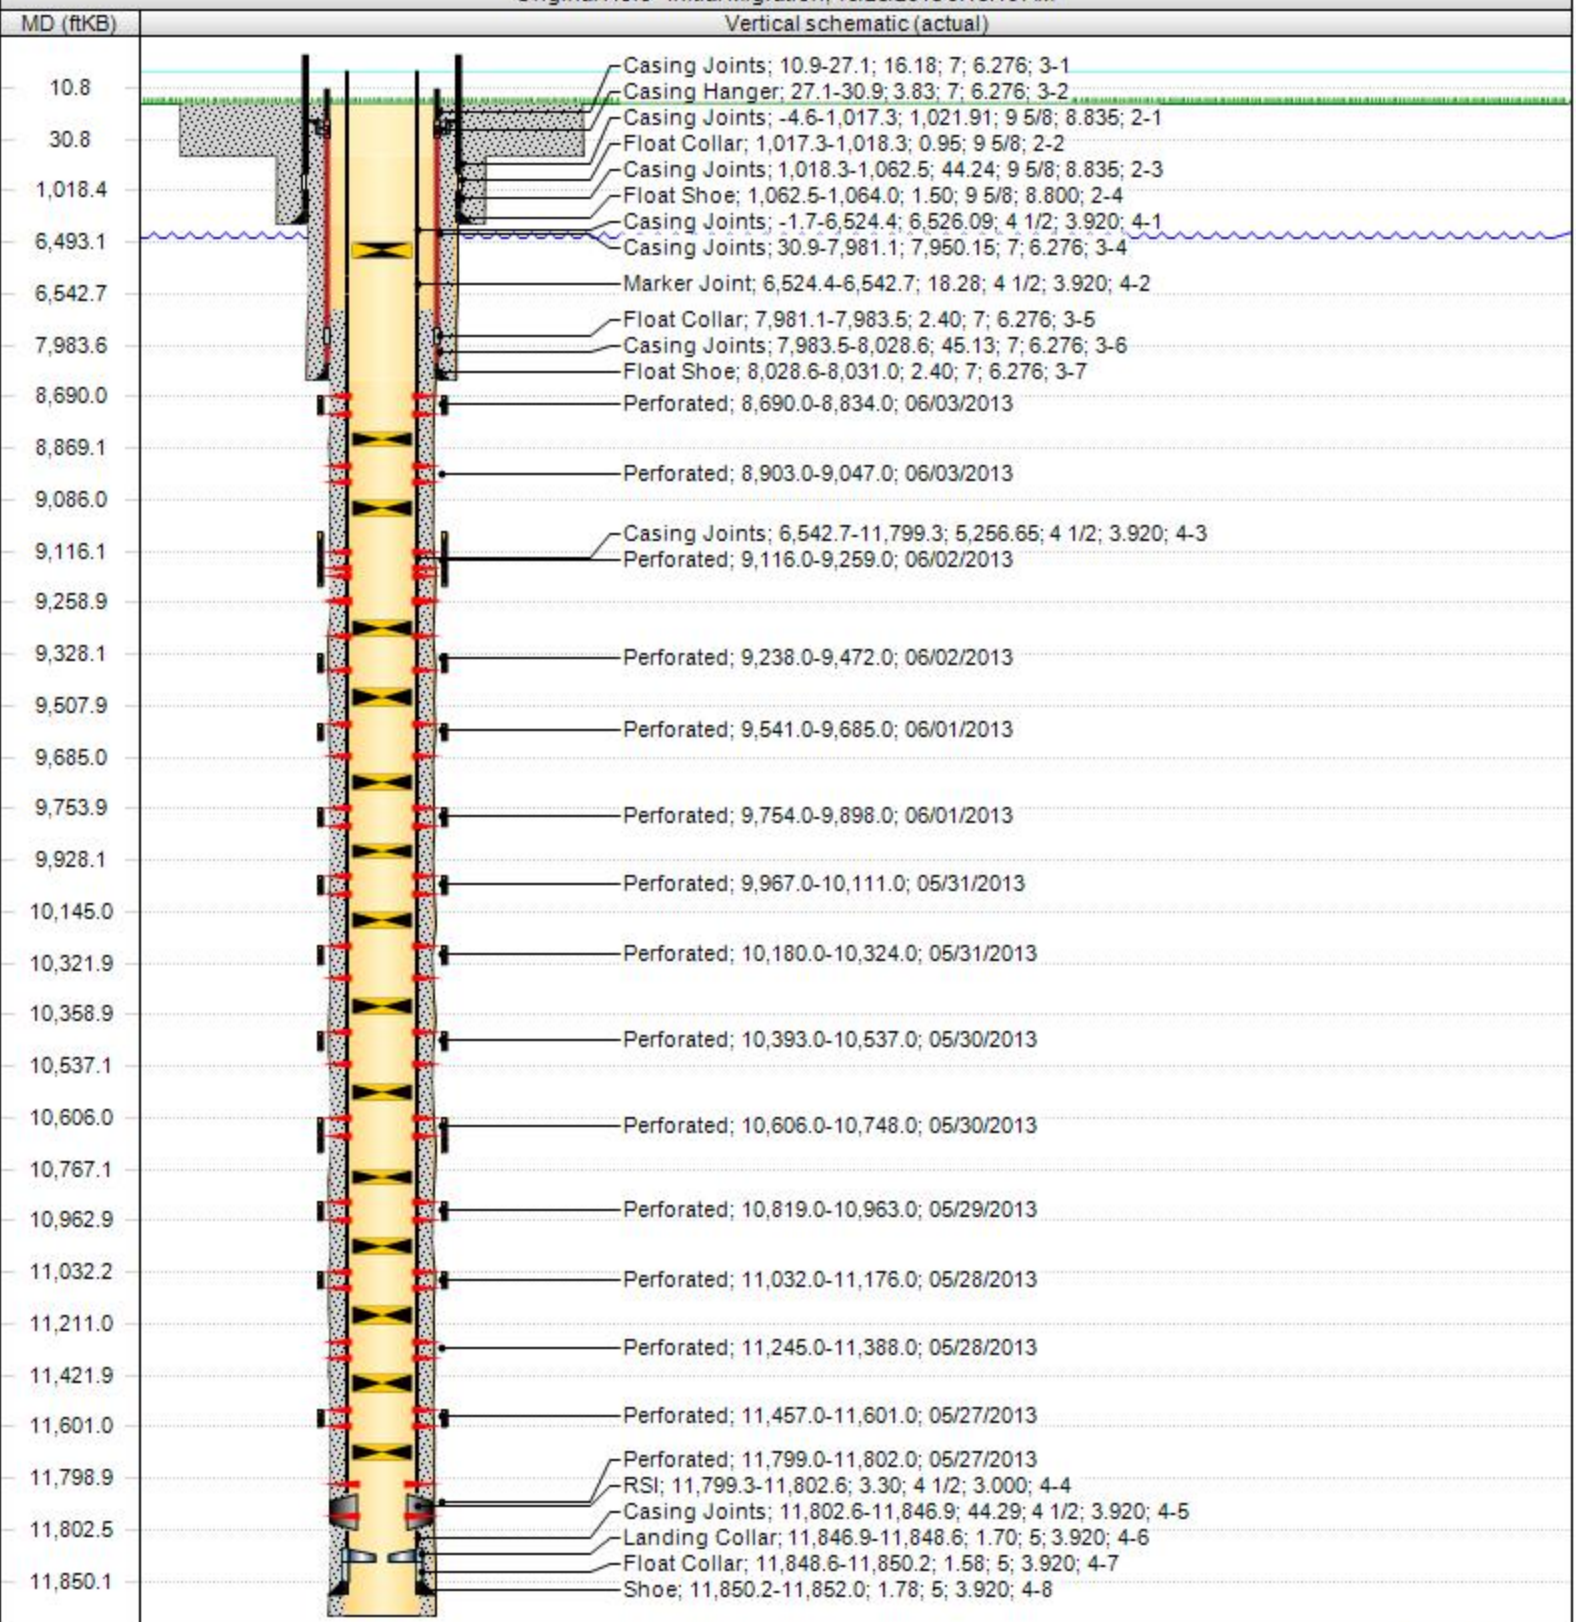 MD (ftKB)
Vertical schematic (actual)
10.8
30.8
1,018.4
6,493.1
6,542.7
7,983.6
8,690.0
8,869.1
9,086.0
9,116.1
9,258.9
9,328.1
9,507.9
9,685.0
9,753.9
9,928.1
10,145.0
10,321.9
10,358.9
10,537.1
10,606.0
10,767.1
10,962.9
11,032.2
11,211.0
11,421.9
11,601.0
11,798.9
11,802.5
11,850.1
Casing Joints; 10.9-27.1; 16.18; 7; 6.276; 3-1
Casing Hanger; 27.1-30.9; 3.83; 7; 6.276; 3-2
Casing Joints; -4.6-1,017.3; 1,021.91; 9 5/8; 8.835; 2-1
Float Collar; 1,017.3-1,018.3; 0.95; 9 5/8; 2-2
Casing Joints; 1,018.3-1,062.5; 44.24; 9 5/8; 8.835; 2-3
Float Shoe; 1,062.5-1,064.0; 1.50; 9 5/8; 8.800; 2-4
Casing Joints; -1.7-6,524.4; 6,526.09; 4 1/2; 3.920; 4-1
Casing Joints; 30.9-7,981.1; 7,950.15; 7; 6.276; 3-4
Marker Joint; 6,524.4-6,542.7; 18.28; 4 1/2; 3.920; 4-2
Float Collar; 7,981.1-7,983.5; 2.40; 7; 6.276; 3-5
Casing Joints; 7,983.5-8,028.6; 45.13; 7; 6.276; 3-6
Float Shoe; 8,028.6-8,031.0; 2.40; 7; 6.276; 3-7
Perforated; 8,690.0-8,834.0; 06/03/2013
Perforated; 8,903.0-9,047.0; 06/03/2013
Casing Joints; 6,542.7-11,799.3; 5,256.65; 4 1/2; 3.920; 4-3
Perforated; 9,116.0-9,259.0; 06/02/2013
Perforated; 9,238.0-9,472.0; 06/02/2013
Perforated; 9,541.0-9,685.0; 06/01/2013
Perforated; 9,754.0-9,898.0; 06/01/2013
Perforated; 9,967.0-10,111.0; 05/31/2013
Perforated; 10,180.0-10,324.0; 05/31/2013
Perforated; 10,393.0-10,537.0; 05/30/2013
Perforated; 10,606.0-10,748.0; 05/30/2013
Perforated; 10,819.0-10,963.0; 05/29/2013
Perforated; 11,032.0-11,176.0; 05/28/2013
Perforated; 11,245.0-11,388.0; 05/28/2013
Perforated; 11,457.0-11,601.0; 05/27/2013
Perforated; 11,799.0-11,802.0; 05/27/2013
RSI; 11,799.3-11,802.6; 3.30; 4 1/2; 3.000; 4-4
Casing Joints; 11,802.6-11,846.9; 44.29; 4 1/2; 3.920; 4-5
Landing Collar; 11,846.9-11,848.6; 1.70; 5; 3.920; 4-6
Float Collar; 11,848.6-11,850.2; 1.58; 5; 3.920; 4-7
Shoe; 11,850.2-11,852.0; 1.78; 5; 3.920; 4-8